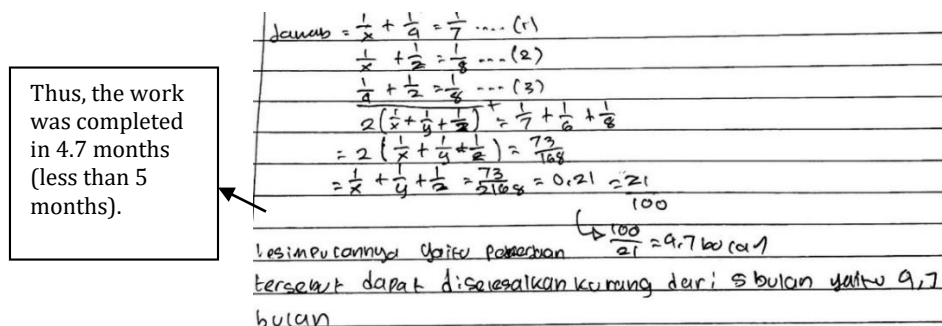 Thus, the work
was completed
in 4.7 months
(less than 5
months).
Jawab = 1/x + 1/y = 1/7 .... (1)
1/x + 1/z = 1/8 ... (2)
1/y + 1/z = 1/8 ... (3)
2(1/x + 1/y + 1/z) + = 1/7 + 1/6 + 1/8
= 2 (1/x + 1/y + 1/z) = 73/168
= 1/x + 1/y + 1/z = 73/2168 = 0,21 = 21/100
↳ 100/21 = 4,7 bulan
kesimpulannya yaitu pekerjaan
tersebut dapat diselesaikan kurang dari 5 bulan yaitu 4,7
bulan